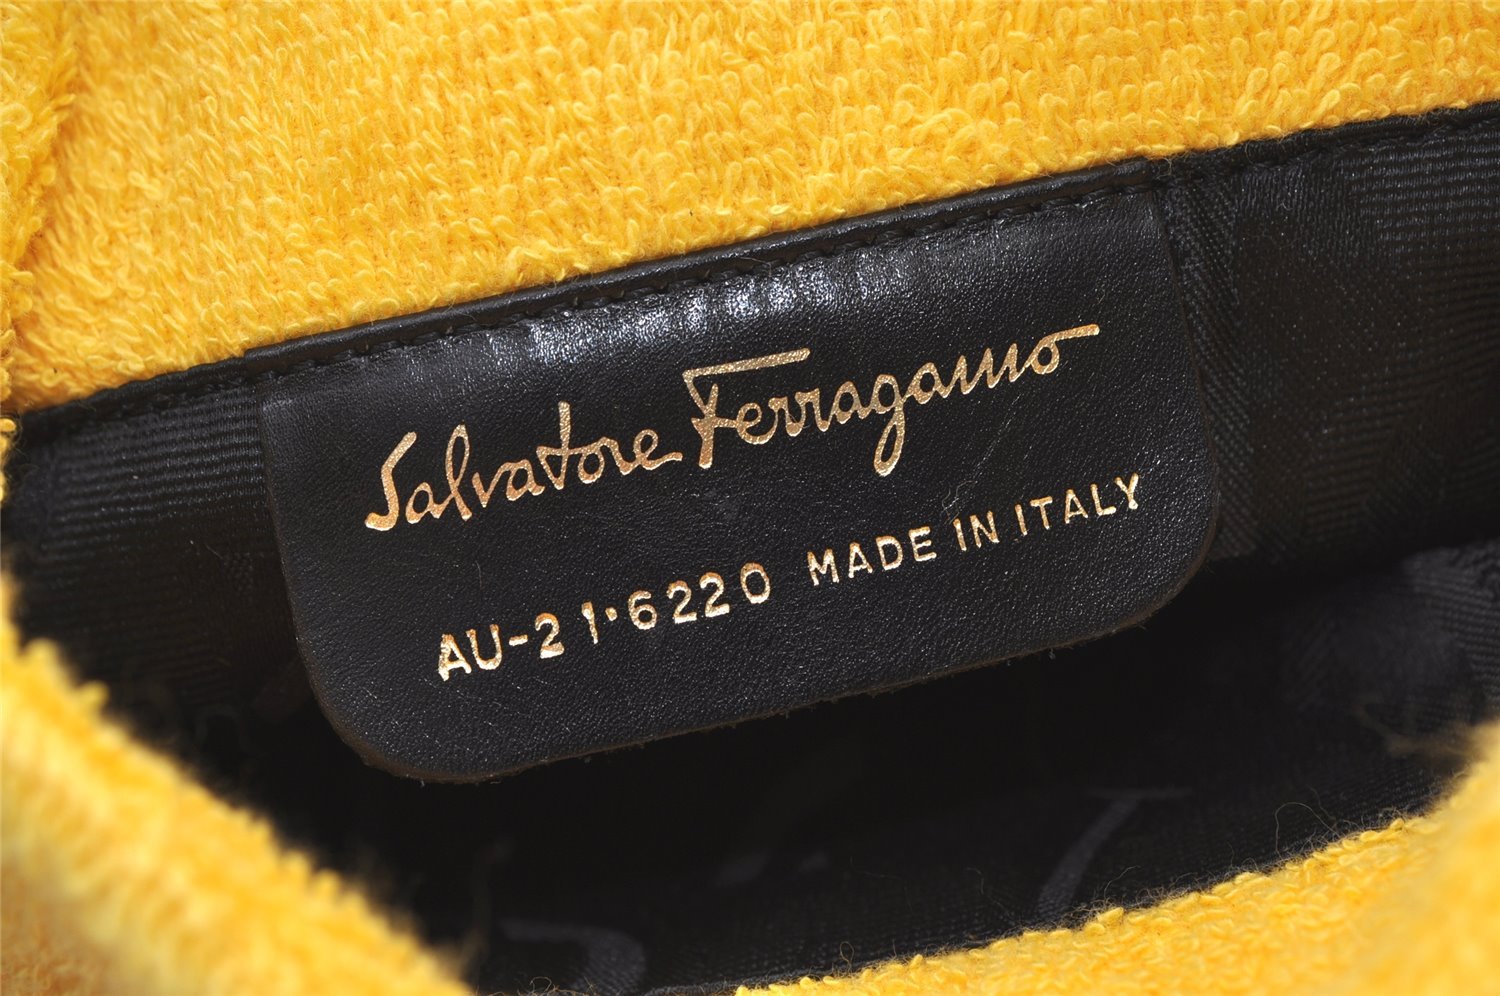 Salvatore Ferragamo
AU-21·6220 MADE IN ITALY